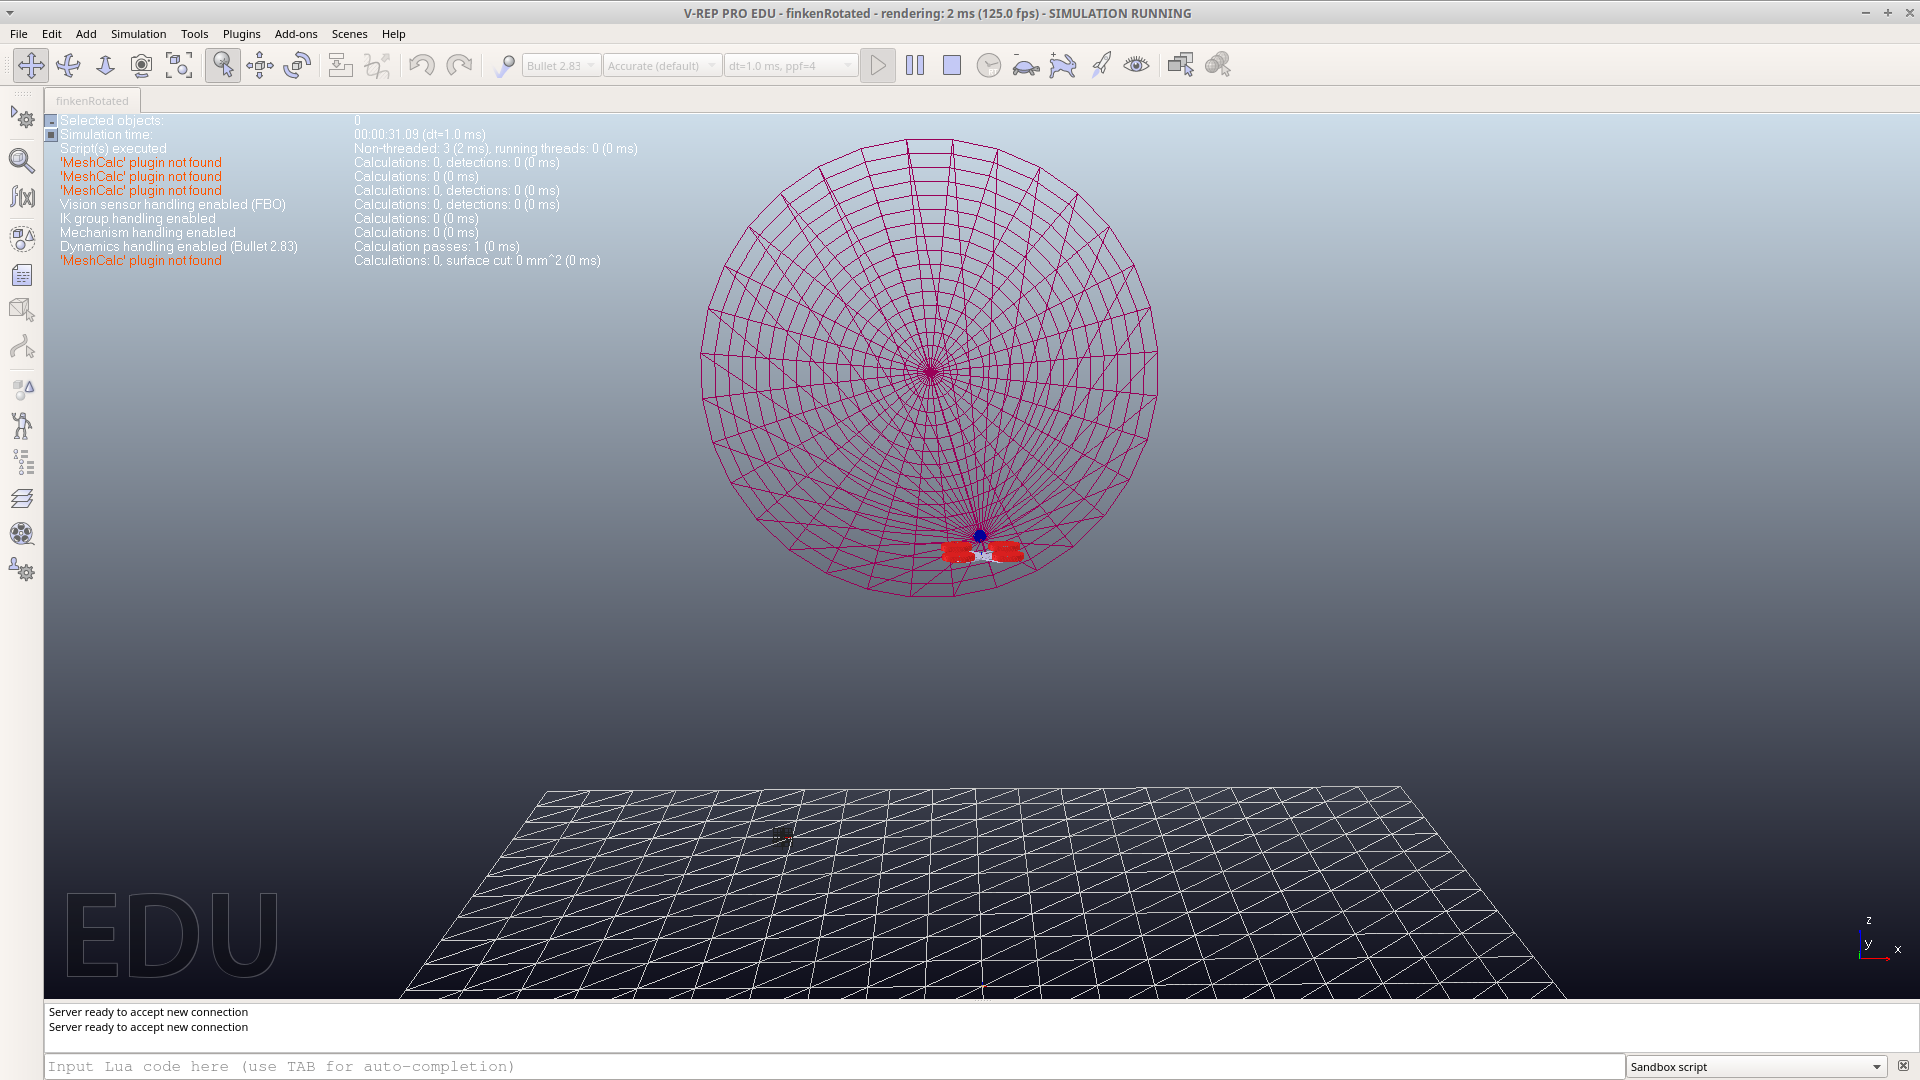 V-REP PRO EDU - finkenRotated - rendering: 2 ms (125.0 fps) - SIMULATION RUNNING
File Edit Add Simulation Tools Plugins Add-ons Scenes Help
Bullet 2.83 Accurate (default) dt=1.0 ms, ppf=4
finkenRotated
Selected objects: 0
Simulation time: 00:00:31.09 (dt=1.0 ms)
Script(s) executed Non-threaded: 3 (2 ms), running threads: 0 (0 ms)
'MeshCalc' plugin not found Calculations: 0, detections: 0 (0 ms)
'MeshCalc' plugin not found Calculations: 0 (0 ms)
'MeshCalc' plugin not found Calculations: 0, detections: 0 (0 ms)
Vision sensor handling enabled (FBO) Calculations: 0, detections: 0 (0 ms)
IK group handling enabled Calculations: 0 (0 ms)
Mechanism handling enabled Calculations: 0 (0 ms)
Dynamics handling enabled (Bullet 2.83) Calculation passes: 1 (0 ms)
'MeshCalc' plugin not found Calculations: 0, surface cut: 0 mm^2 (0 ms)
EDU
z
y x
Server ready to accept new connection
Server ready to accept new connection
Input Lua code here (use TAB for auto-completion) Sandbox script